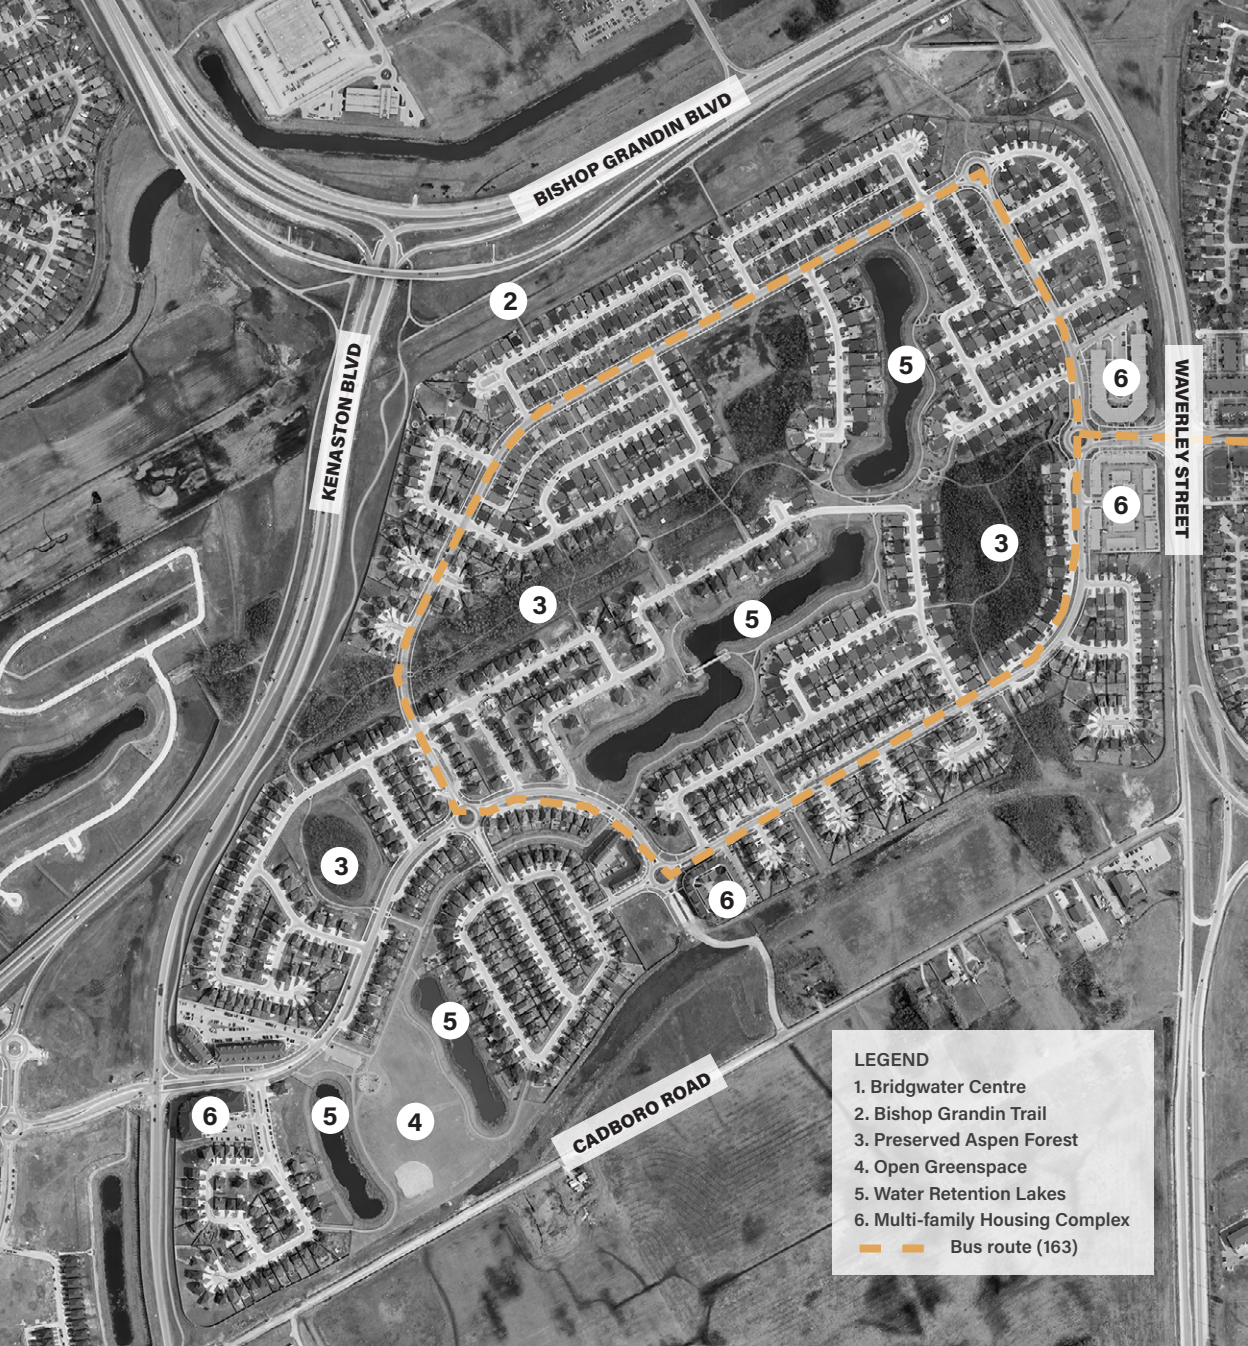 BISHOP GRANDIN BLVD
2
KENASTON BLVD
5
6
WAVERLEY STREET
6
3
3
5
3
6
5
6
5
4
CADBORO ROAD
LEGEND
1. Bridgwater Centre
2. Bishop Grandin Trail
3. Preserved Aspen Forest
4. Open Greenspace
5. Water Retention Lakes
6. Multi-family Housing Complex
Bus route (163)